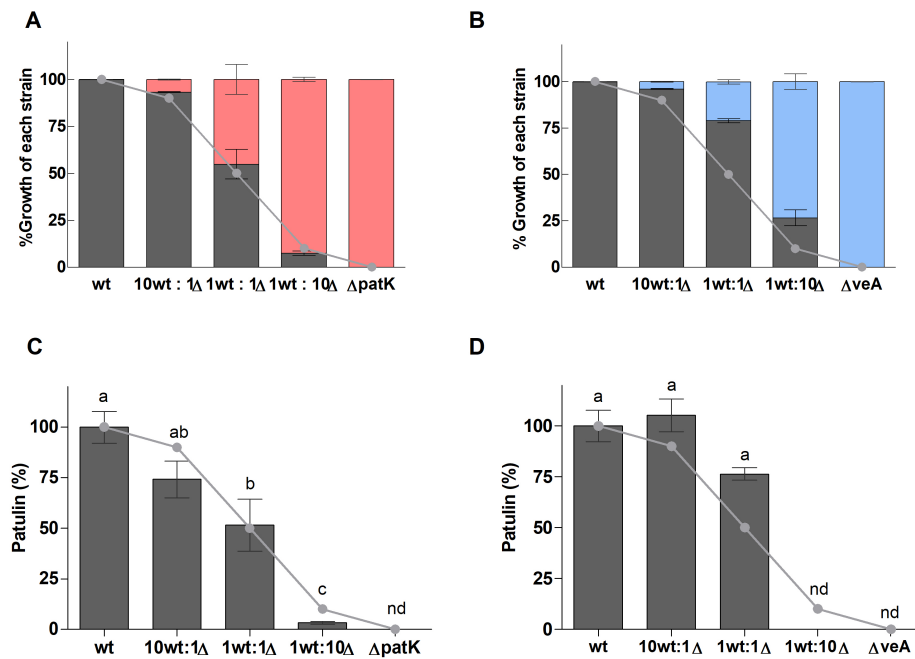 A
%Growth of each strain
100
75
50
25
0
wt
10wt : 1Δ
1wt : 1Δ
1wt : 10Δ
ΔpatK
B
% Growth of each strain
100
75
50
25
0
wt
10wt:1Δ
1wt:1Δ
1wt:10Δ
ΔveA
C
Patulin (%)
100
75
50
25
0
a
ab
b
c
nd
wt
10wt:1Δ
1wt:1Δ
1wt:10Δ
ΔpatK
D
Patulin (%)
100
75
50
25
0
a
a
a
nd
nd
wt
10wt:1Δ
1wt:1Δ
1wt:10Δ
ΔveA